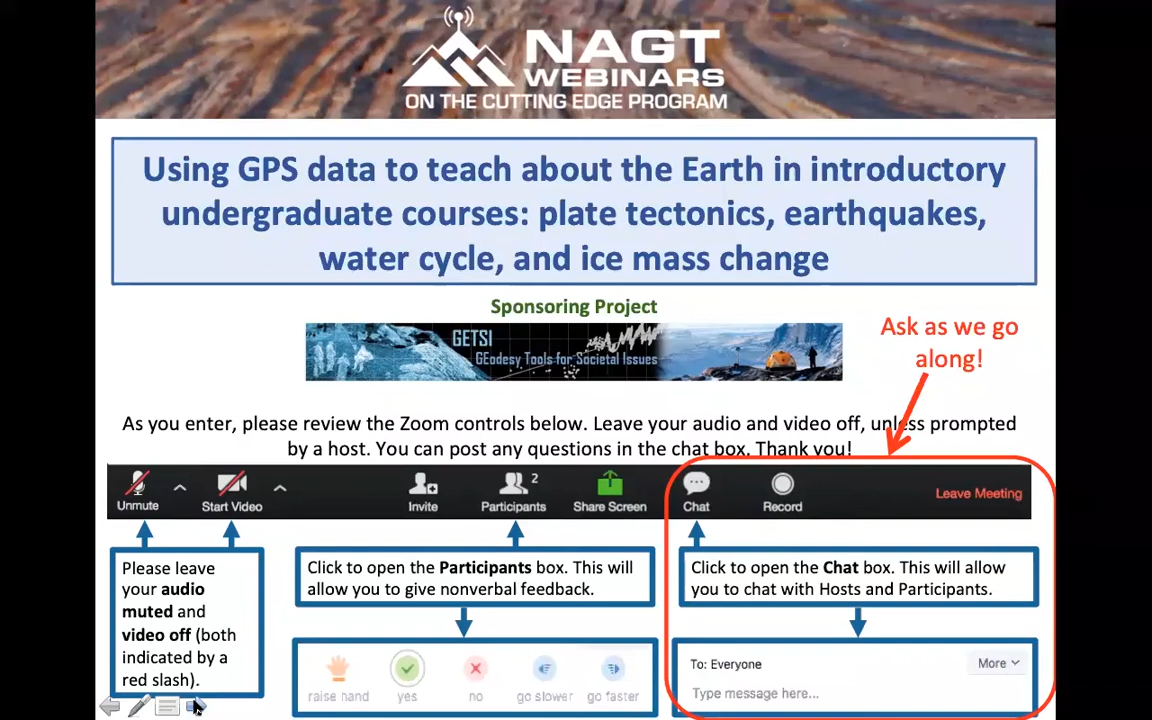 NAGT
WEBINARS
ON THE CUTTING EDGE PROGRAM
Using GPS data to teach about the Earth in introductory
undergraduate courses: plate tectonics, earthquakes,
water cycle, and ice mass change
Sponsoring Project
GETSI
GEodesy Tools for Societal Issues
Ask as we go
along!
As you enter, please review the Zoom controls below. Leave your audio and video off, unless prompted
by a host. You can post any questions in the chat box. Thank you!
Unmute
Start Video
Invite
2
Participants
Share Screen
Chat
Record
Leave Meeting
Please leave
your audio
muted and
video off (both
indicated by a
red slash).
Click to open the Participants box. This will
allow you to give nonverbal feedback.
Click to open the Chat box. This will allow
you to chat with Hosts and Participants.
raise hand
yes
no
go slower
go faster
To: Everyone
More
Type message here...